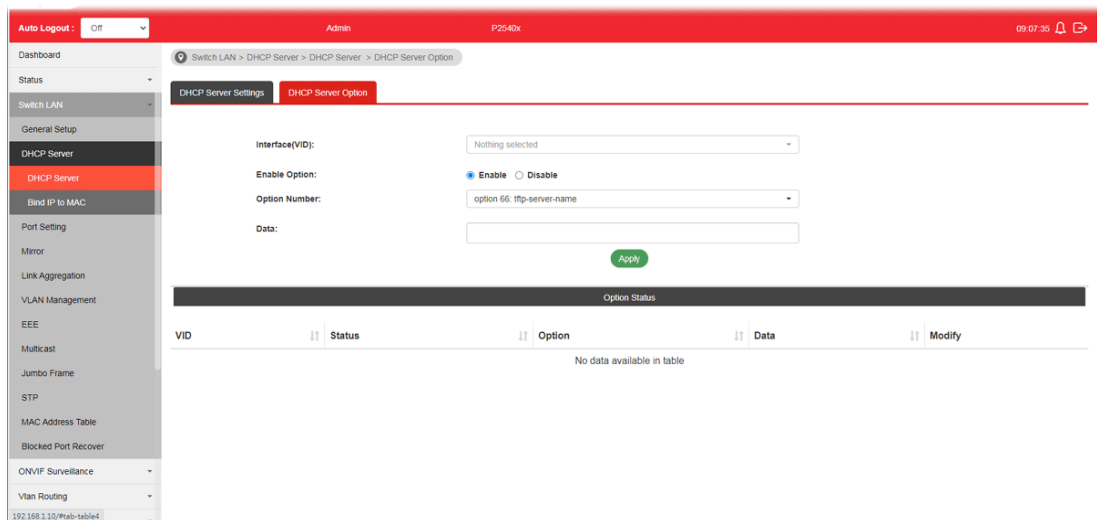 Auto Logout : Off Admin P2540x 09:07:35
Dashboard
Status
Switch LAN
General Setup
DHCP Server
DHCP Server
Bind IP to MAC
Port Setting
Mirror
Link Aggregation
VLAN Management
EEE
Multicast
Jumbo Frame
STP
MAC Address Table
Blocked Port Recover
ONVIF Surveillance
Vlan Routing
192.168.1.10/#tab-table4
Switch LAN > DHCP Server > DHCP Server > DHCP Server Option
DHCP Server Settings DHCP Server Option
Interface(VID): Nothing selected
Enable Option: Enable Disable
Option Number: option 66: tftp-server-name
Data:
Apply
Option Status
VID Status Option Data Modify
No data available in table